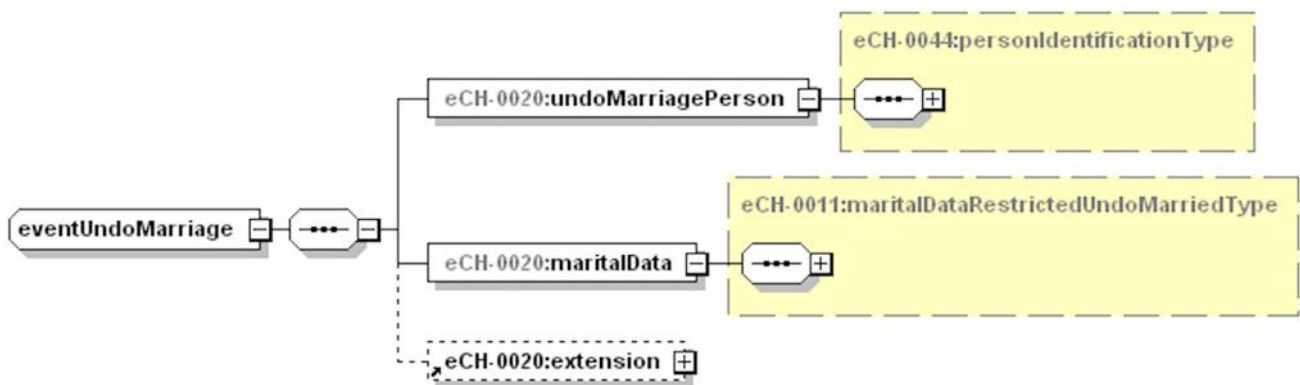 eCH-0044:personIdentificationType
eCH-0020:undoMarriagePerson
eCH-0011:maritalDataRestrictedUndoMarriedType
eventUndoMarriage
eCH-0020:maritalData
eCH-0020:extension